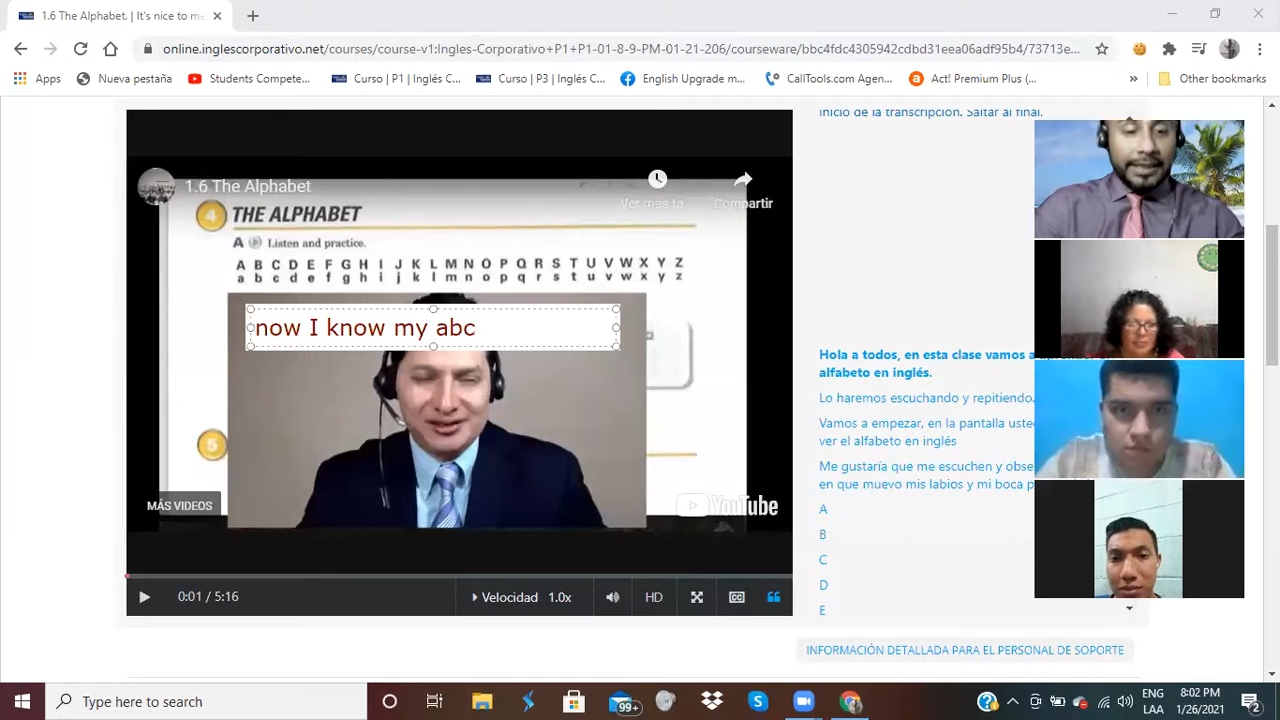 1.6 The Alphabet. | It's nice to me
online.inglescorporativo.net/courses/course-v1:Ingles-Corporativo+P1+P1-01-8-9-PM-01-21-206/courseware/bbc4fdc4305942cdbd31eea06adf95b4/73713e...
Apps
Nueva pestaña
Students Compete...
Curso | P1 | Inglés C...
Curso | P3 | Inglés C...
English Upgrade m...
CallTools.com Agen...
Act! Premium Plus (...
»
Other bookmarks
inicio de la transcripción. Saltar al final.
1.6 The Alphabet
Ver más ta
Compartir
4 THE ALPHABET
A Listen and practice.
A B C D E F G H I J K L M N O P Q R S T U V W X Y Z
a b c d e f g h i j k l m n o p q r s t u v w x y z
now I know my abc
5
MÁS VIDEOS
YouTube
0:01 / 5:16
Velocidad 1.0x
HD
Hola a todos, en esta clase vamos a
alfabeto en inglés.
Lo haremos escuchando y repitiendo.
Vamos a empezar, en la pantalla uste
ver el alfabeto en inglés
Me gustaría que me escuchen y obse
en que muevo mis labios y mi boca p
A
B
C
D
E
INFORMACIÓN DETALLADA PARA EL PERSONAL DE SOPORTE
Type here to search
99+
ENG
LAA
8:02 PM
1/26/2021
2